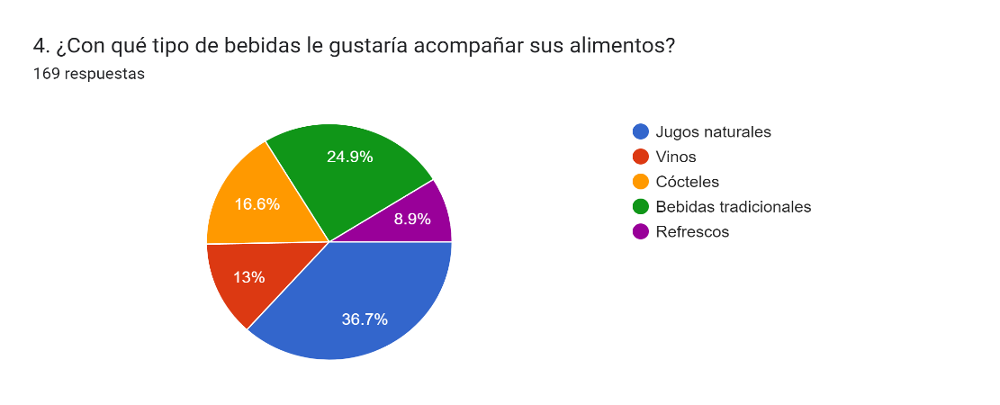 4. ¿Con qué tipo de bebidas le gustaría acompañar sus alimentos?
169 respuestas
24.9%
16.6%
8.9%
13%
36.7%
Jugos naturales
Vinos
Cócteles
Bebidas tradicionales
Refrescos